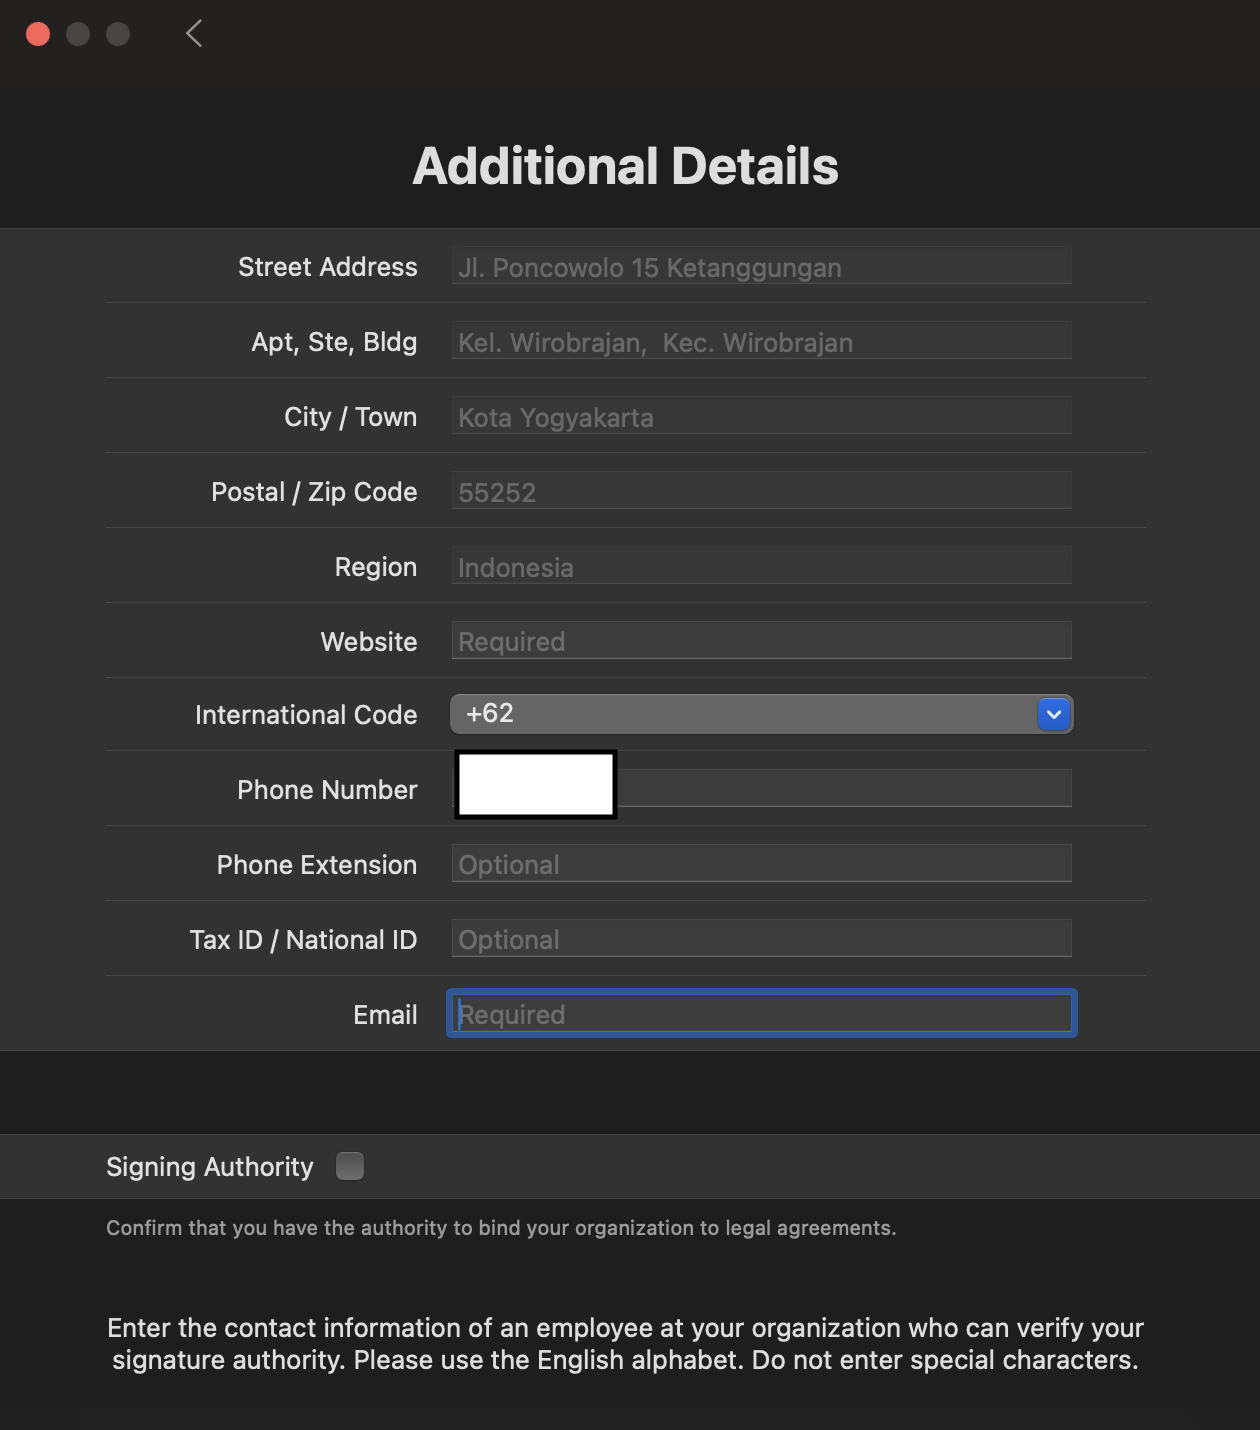 Additional Details
Street Address Jl. Poncowolo 15 Ketanggungan
Apt, Ste, Bldg Kel. Wirobrajan,  Kec. Wirobrajan
City / Town Kota Yogyakarta
Postal / Zip Code 55252
Region Indonesia
Website Required
International Code +62
Phone Number
Phone Extension Optional
Tax ID / National ID Optional
Email Required
Signing Authority
Confirm that you have the authority to bind your organization to legal agreements.
Enter the contact information of an employee at your organization who can verify your
signature authority. Please use the English alphabet. Do not enter special characters.